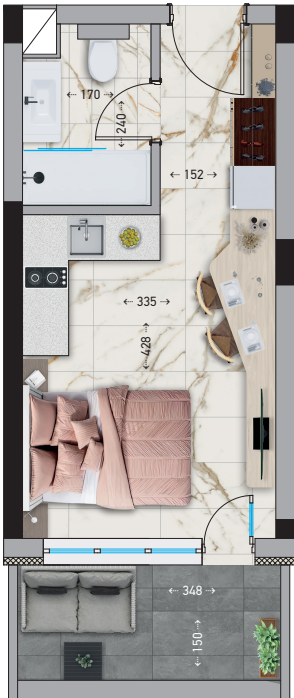 ← 170 →
← 240 →
← 152 →
← 335 →
← 428 →
← 348 →
← 150 →